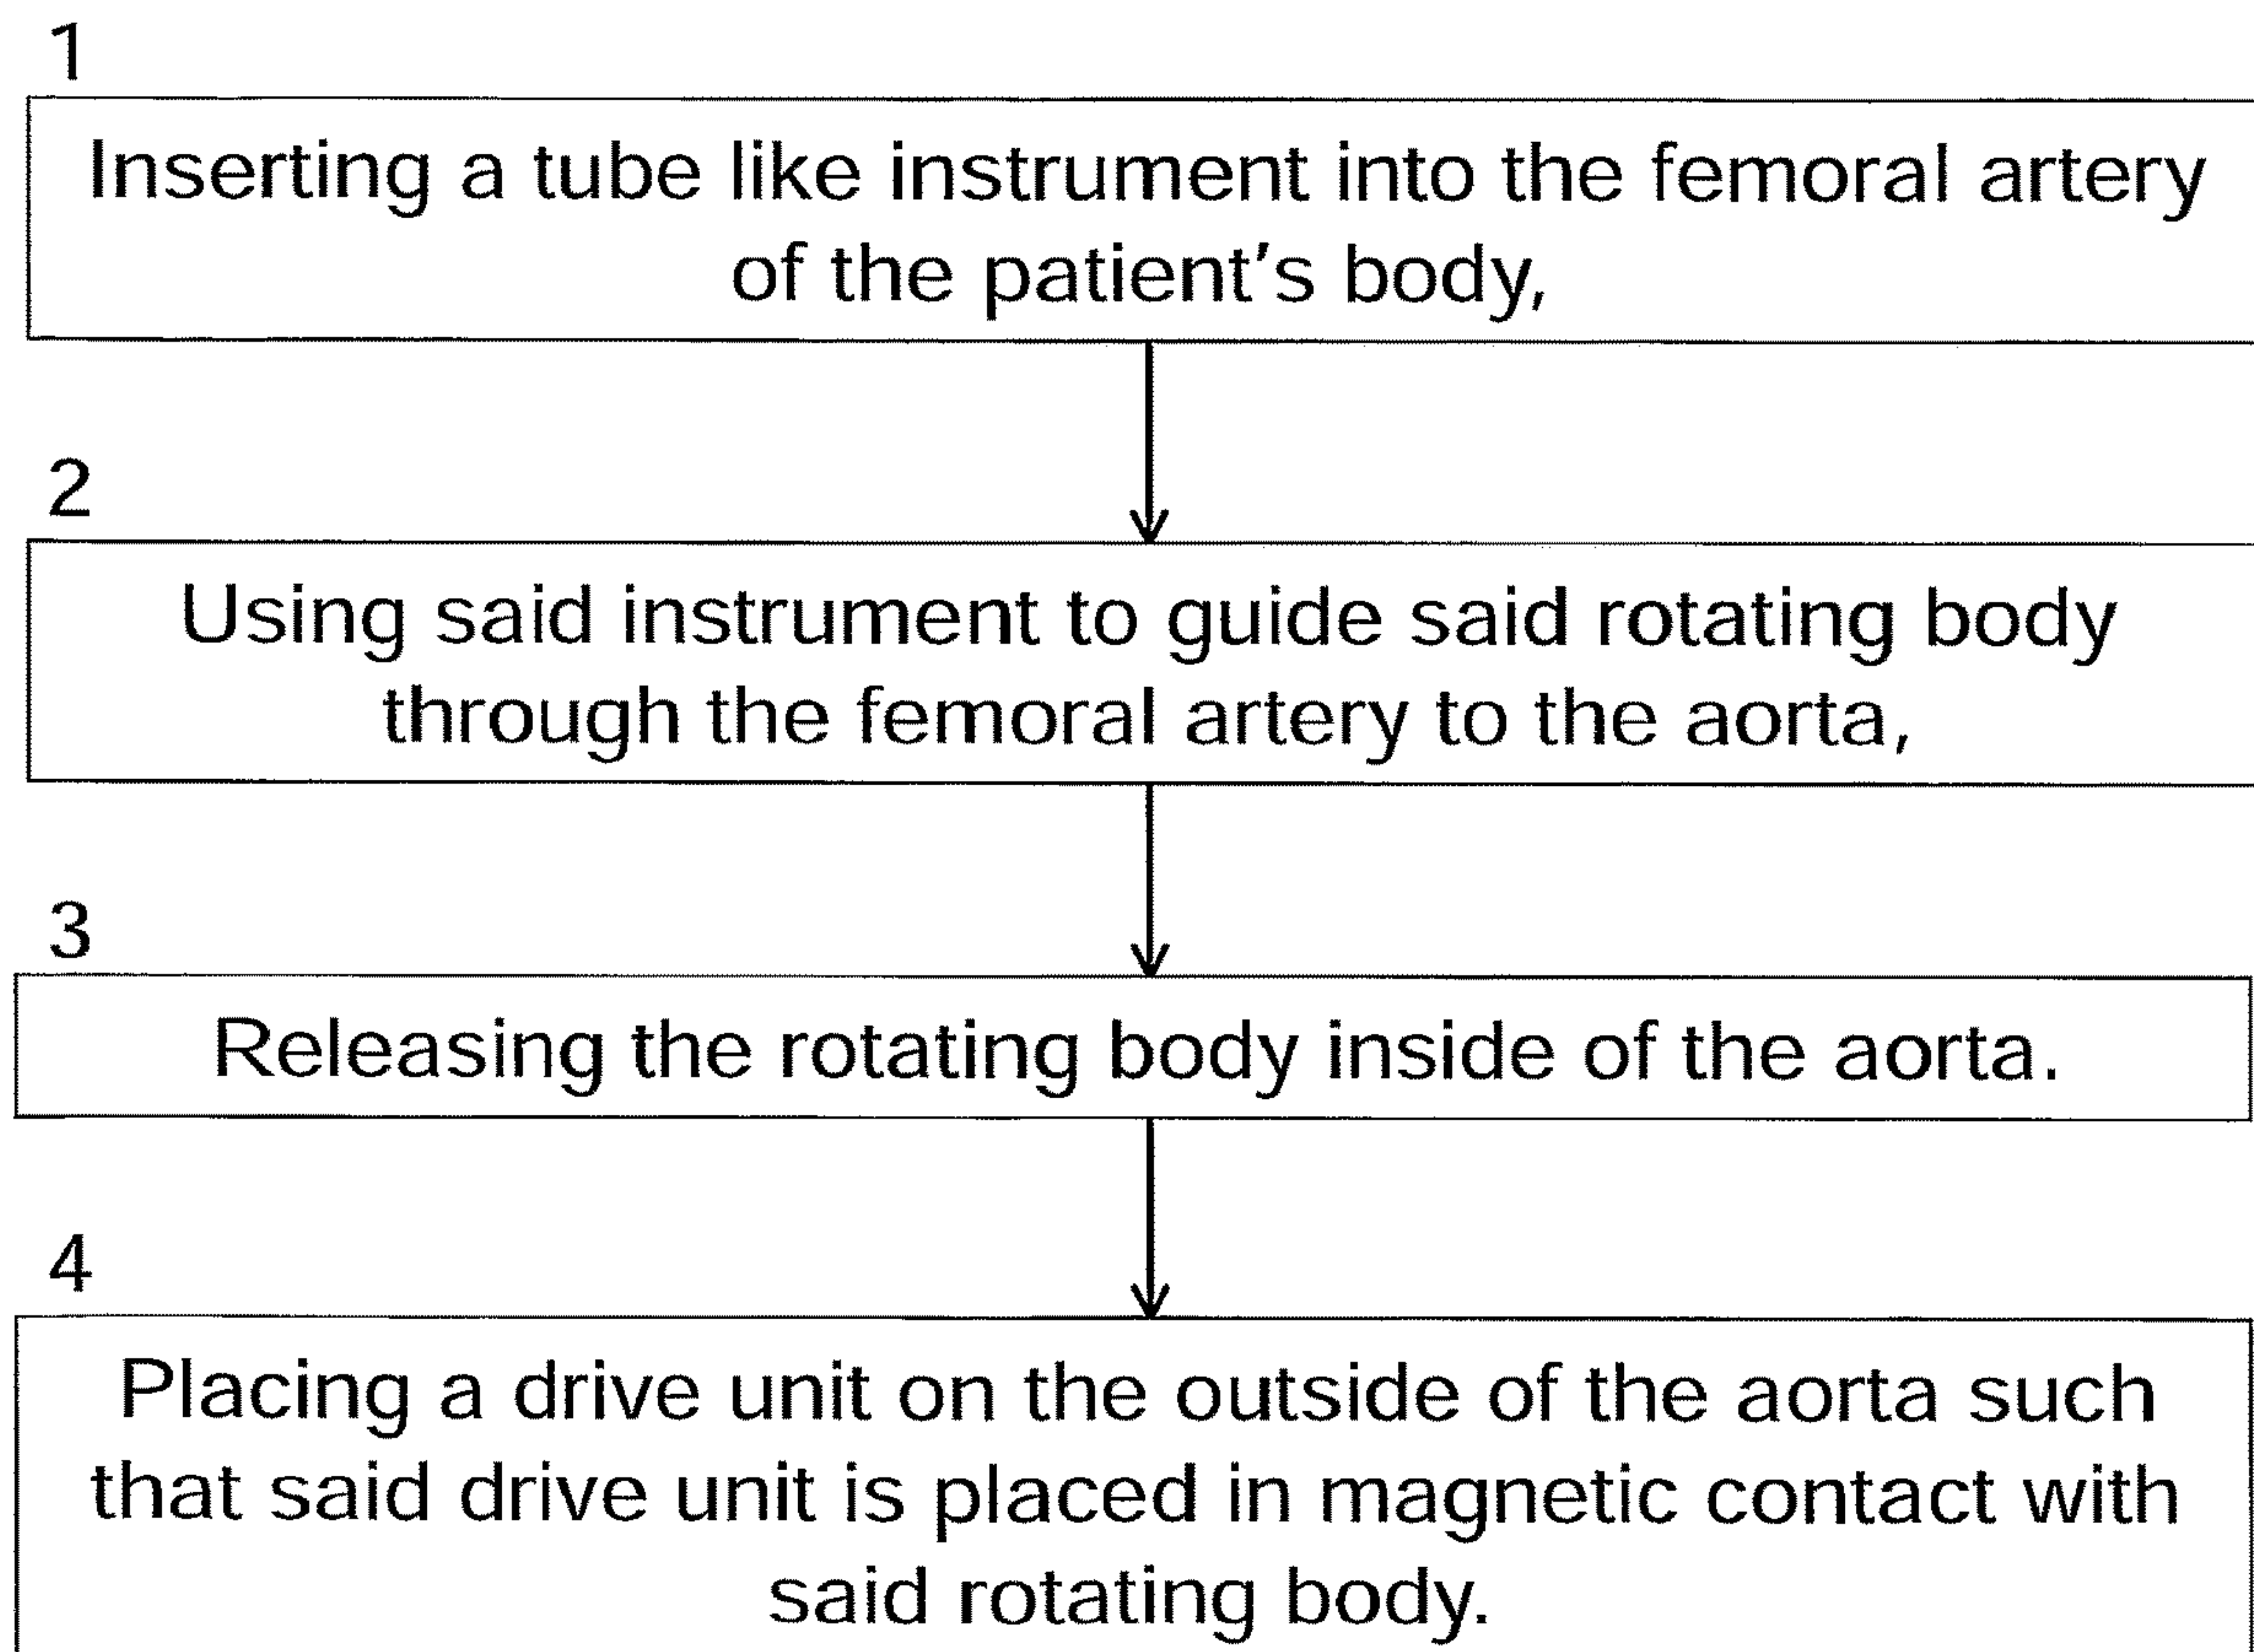 1
Inserting a tube like instrument into the femoral artery
of the patient's body,
2
Using said instrument to guide said rotating body
through the femoral artery to the aorta,
3
Releasing the rotating body inside of the aorta.
4
Placing a drive unit on the outside of the aorta such
that said drive unit is placed in magnetic contact with
said rotating body.